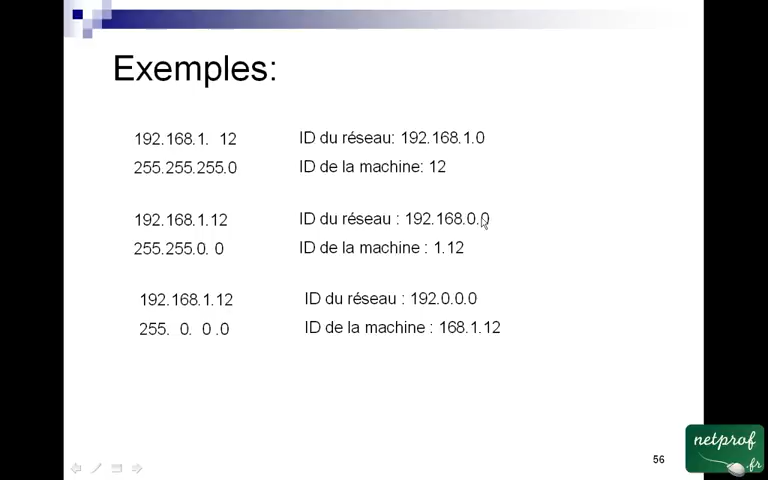 Exemples:
192.168.1. 12 ID du réseau: 192.168.1.0
255.255.255.0 ID de la machine: 12
192.168.1.12 ID du réseau : 192.168.0.0
255.255.0. 0 ID de la machine : 1.12
192.168.1.12 ID du réseau : 192.0.0.0
255. 0. 0 .0 ID de la machine : 168.1.12
56
netprof
.fr